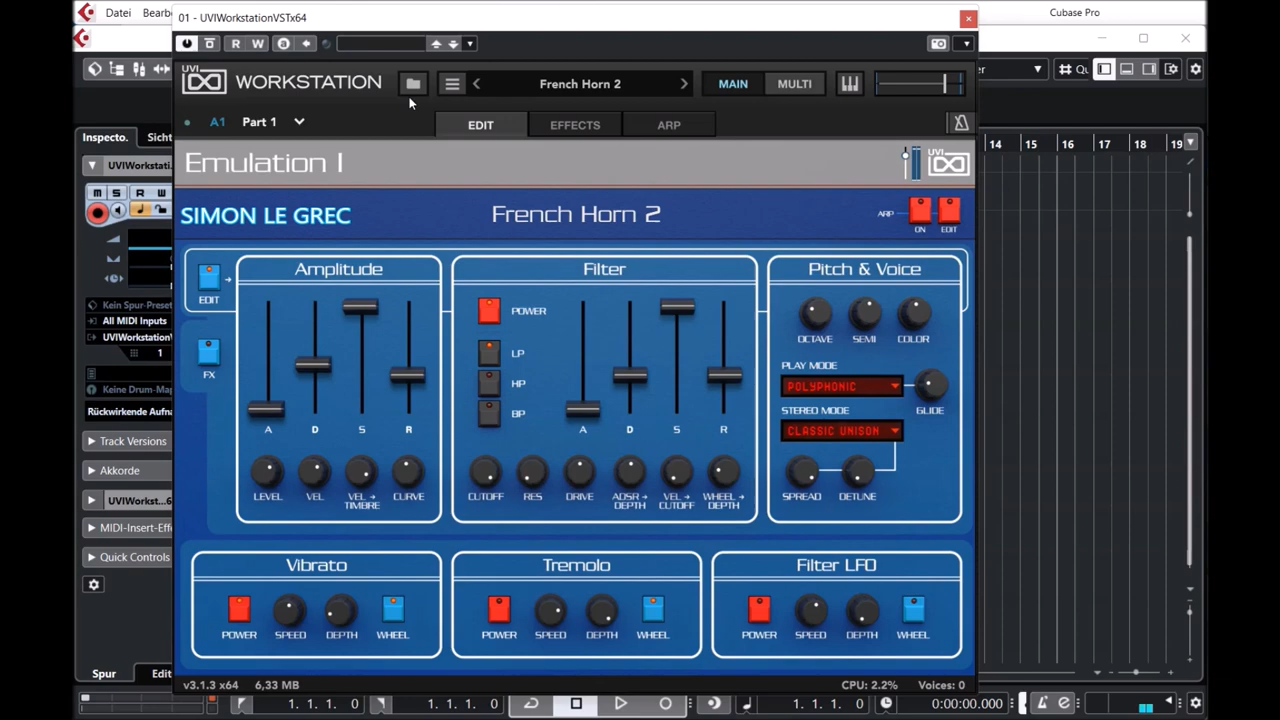 Datei Bearb
01 - UVIWorkstationVSTx64
Cubase Pro
R W
UVI
WORKSTATION
French Horn 2
MAIN MULTI
A1 Part 1
EDIT EFFECTS ARP
Inspecto. Sicht
14 15 16 17 18 19
UVIWorkstati
m S R W
Emulation I
UVI
SIMON LE GREC
French Horn 2
ARP
ON EDIT
Kein Spur-Preset
All MIDI Inputs
UVIWorkstationV
1
Keine Drum-Map
Rückwirkende Aufna
Track Versions
Akkorde
UVIWorkst...6
MIDI-Insert-Effe
Quick Controls
Spur Edit
EDIT
FX
Amplitude
A D S R
LEVEL VEL VEL→TIMBRE CURVE
Filter
POWER
LP
HP
BP
A D S R
CUTOFF RES DRIVE ADSR→DEPTH VEL→CUTOFF WHEEL→DEPTH
Pitch & Voice
OCTAVE SEMI COLOR
PLAY MODE
POLYPHONIC
GLIDE
STEREO MODE
CLASSIC UNISON
SPREAD DETUNE
Vibrato
POWER SPEED DEPTH WHEEL
Tremolo
POWER SPEED DEPTH WHEEL
Filter LFO
POWER SPEED DEPTH WHEEL
v3.1.3 x64 6,33 MB
CPU: 2.2% Voices: 0
1. 1. 1. 0 1. 1. 1. 0 1. 1. 1. 0 0:00:00.000